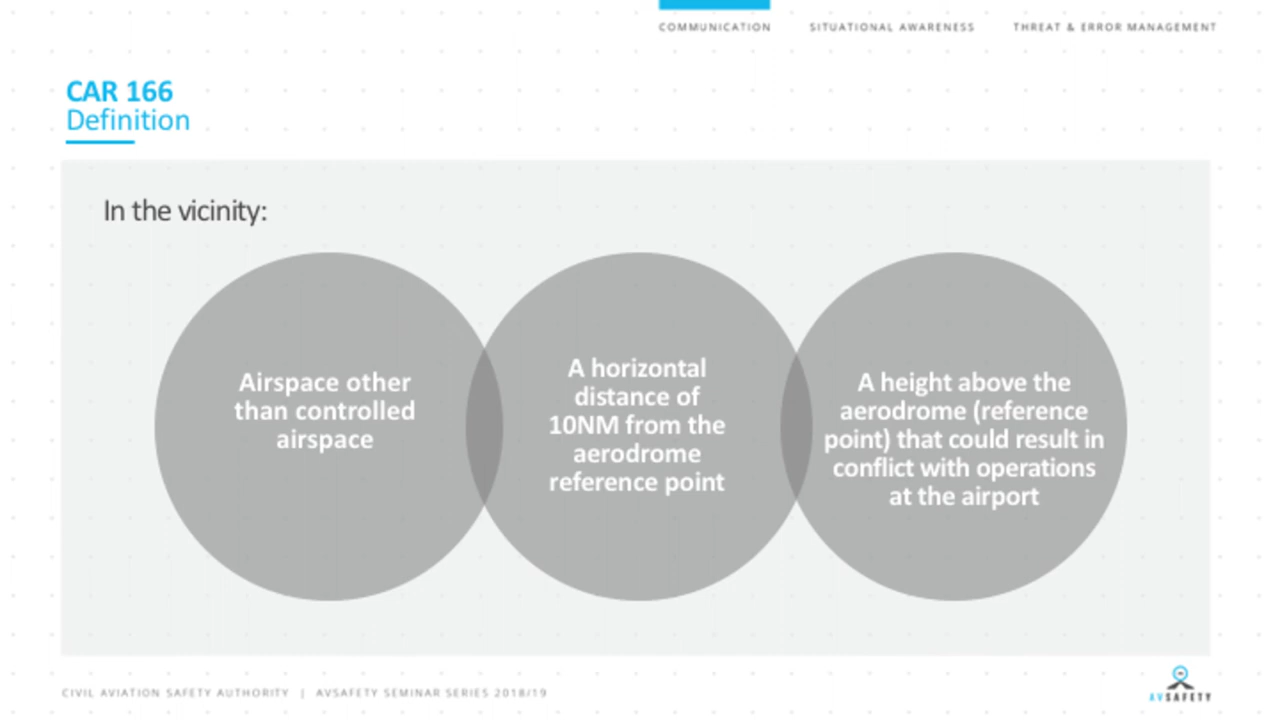 COMMUNICATION
SITUATIONAL AWARENESS
THREAT & ERROR MANAGEMENT
CAR 166
Definition
In the vicinity:
Airspace other
than controlled
airspace
A horizontal
distance of
10NM from the
aerodrome
reference point
A height above the
aerodrome (reference
point) that could result in
conflict with operations
at the airport
CIVIL AVIATION SAFETY AUTHORITY | AVSAFETY SEMINAR SERIES 2018/19
AVSAFETY